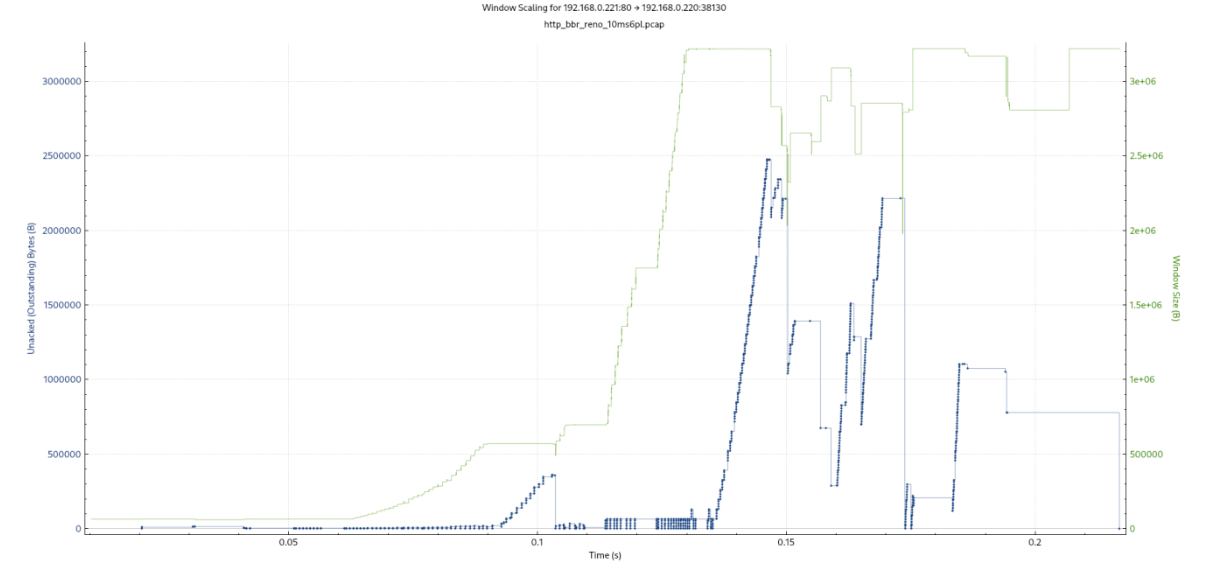 Window Scaling for 192.168.0.221:80 → 192.168.0.220:38130
http_bbr_reno_10ms6pl.pcap
3000000
2500000
2000000
1500000
1000000
500000
0
Unacked (Outstanding) Bytes (B)
3e+06
2.5e+06
2e+06
1.5e+06
1e+06
500000
0
Window Size (B)
0.05
0.1
0.15
0.2
Time (s)